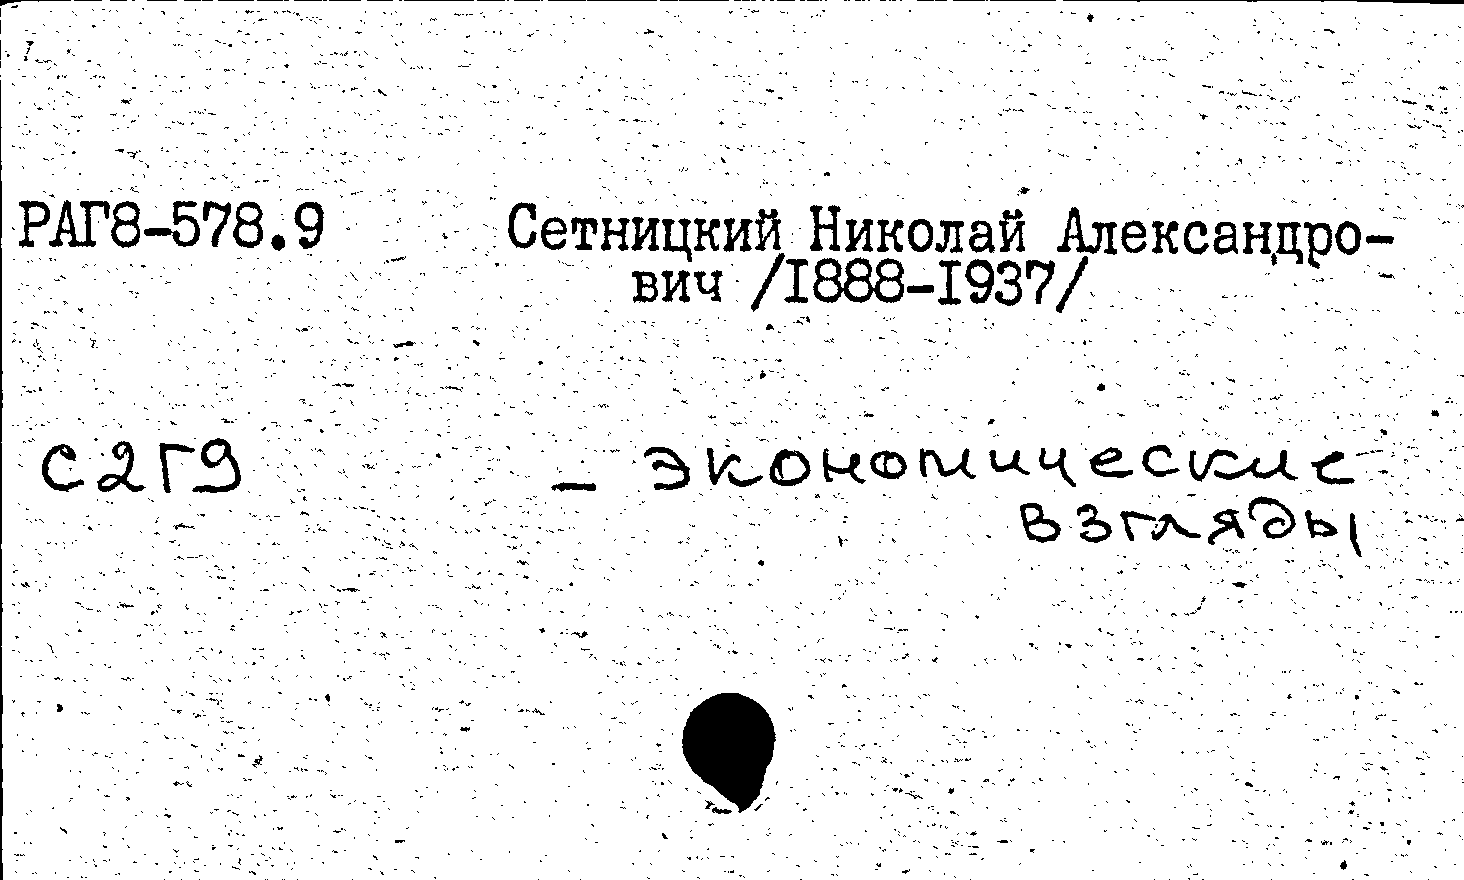 РАГ8-578.9 Сетницкий Николай Александро-
вич /I888-I937/
С2Г9 - экономические
взгляды